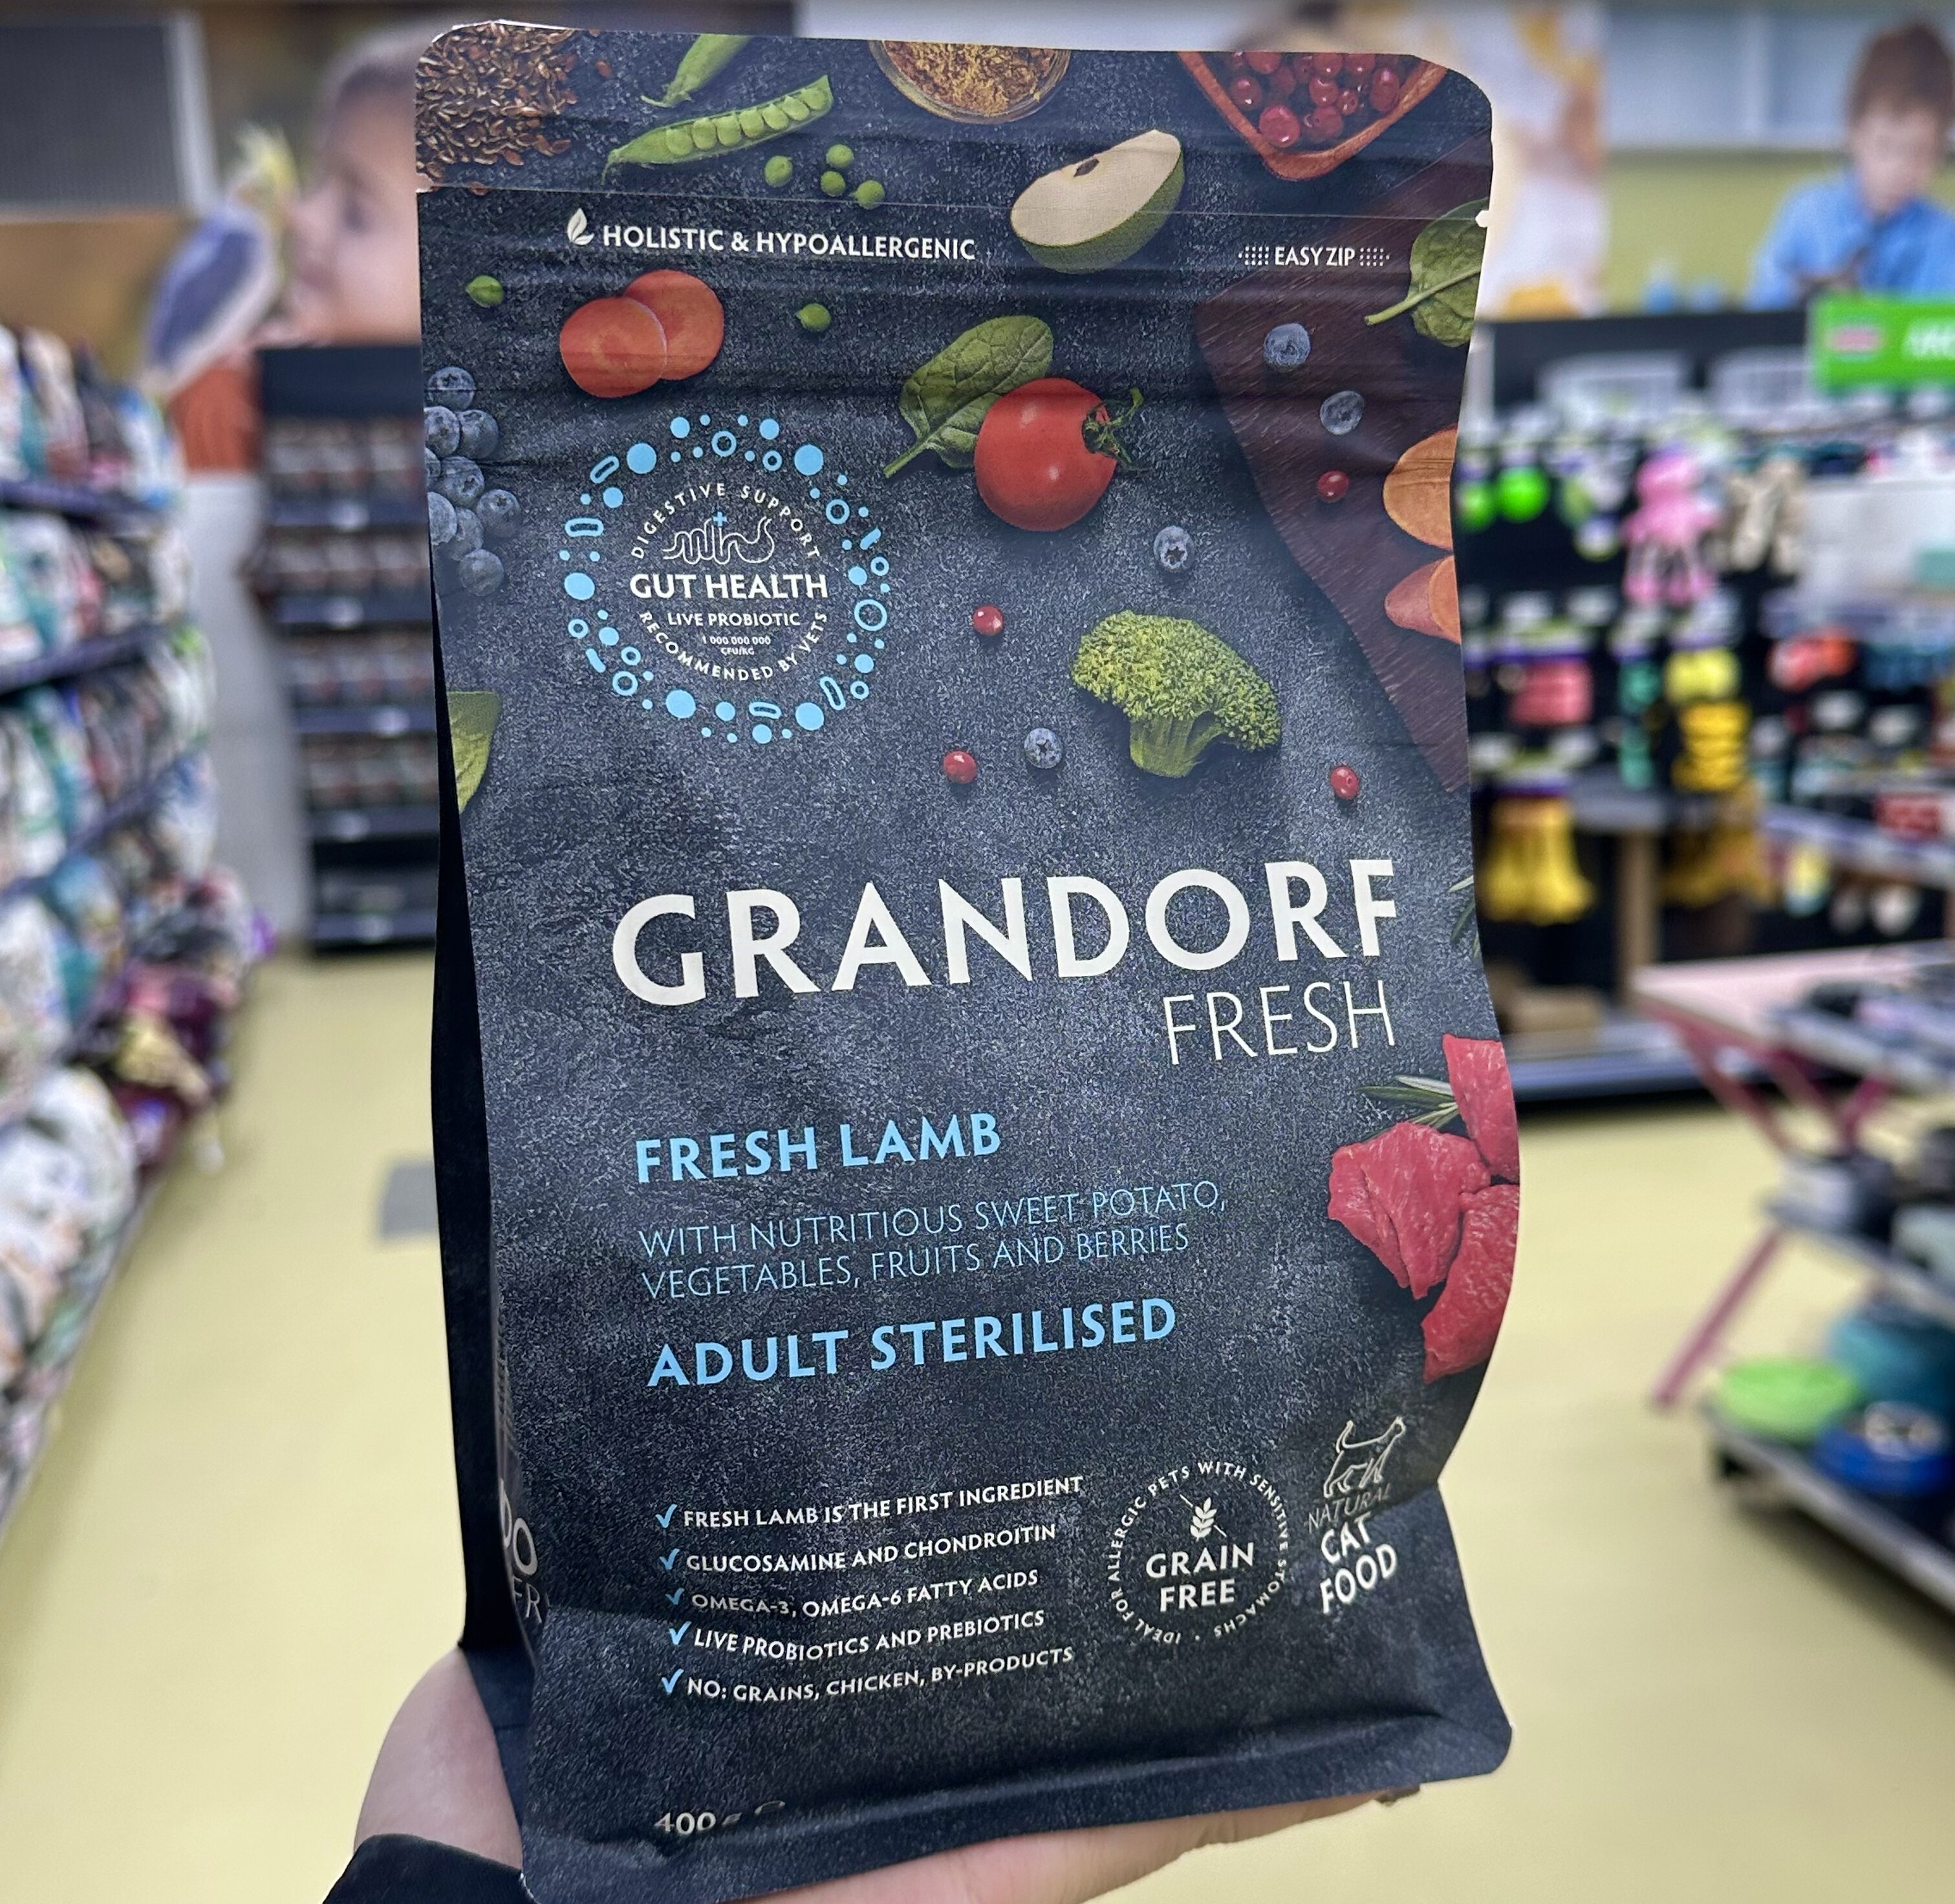 HOLISTIC & HYPOALLERGENIC
EASY ZIP
DIGESTIVE SUPPORT
GUT HEALTH
LIVE PROBIOTIC
1 000 000 000
CFU/KG
RECOMMENDED BY VETS
GRANDORF
FRESH
FRESH LAMB
WITH NUTRITIOUS SWEET POTATO,
VEGETABLES, FRUITS AND BERRIES
ADULT STERILISED
FRESH LAMB IS THE FIRST INGREDIENT
GLUCOSAMINE AND CHONDROITIN
OMEGA-3, OMEGA-6 FATTY ACIDS
LIVE PROBIOTICS AND PREBIOTICS
NO: GRAINS, CHICKEN, BY-PRODUCTS
IDEAL FOR ALLERGIC PETS WITH SENSITIVE STOMACHS
GRAIN
FREE
NATURAL
CAT
FOOD
400 g